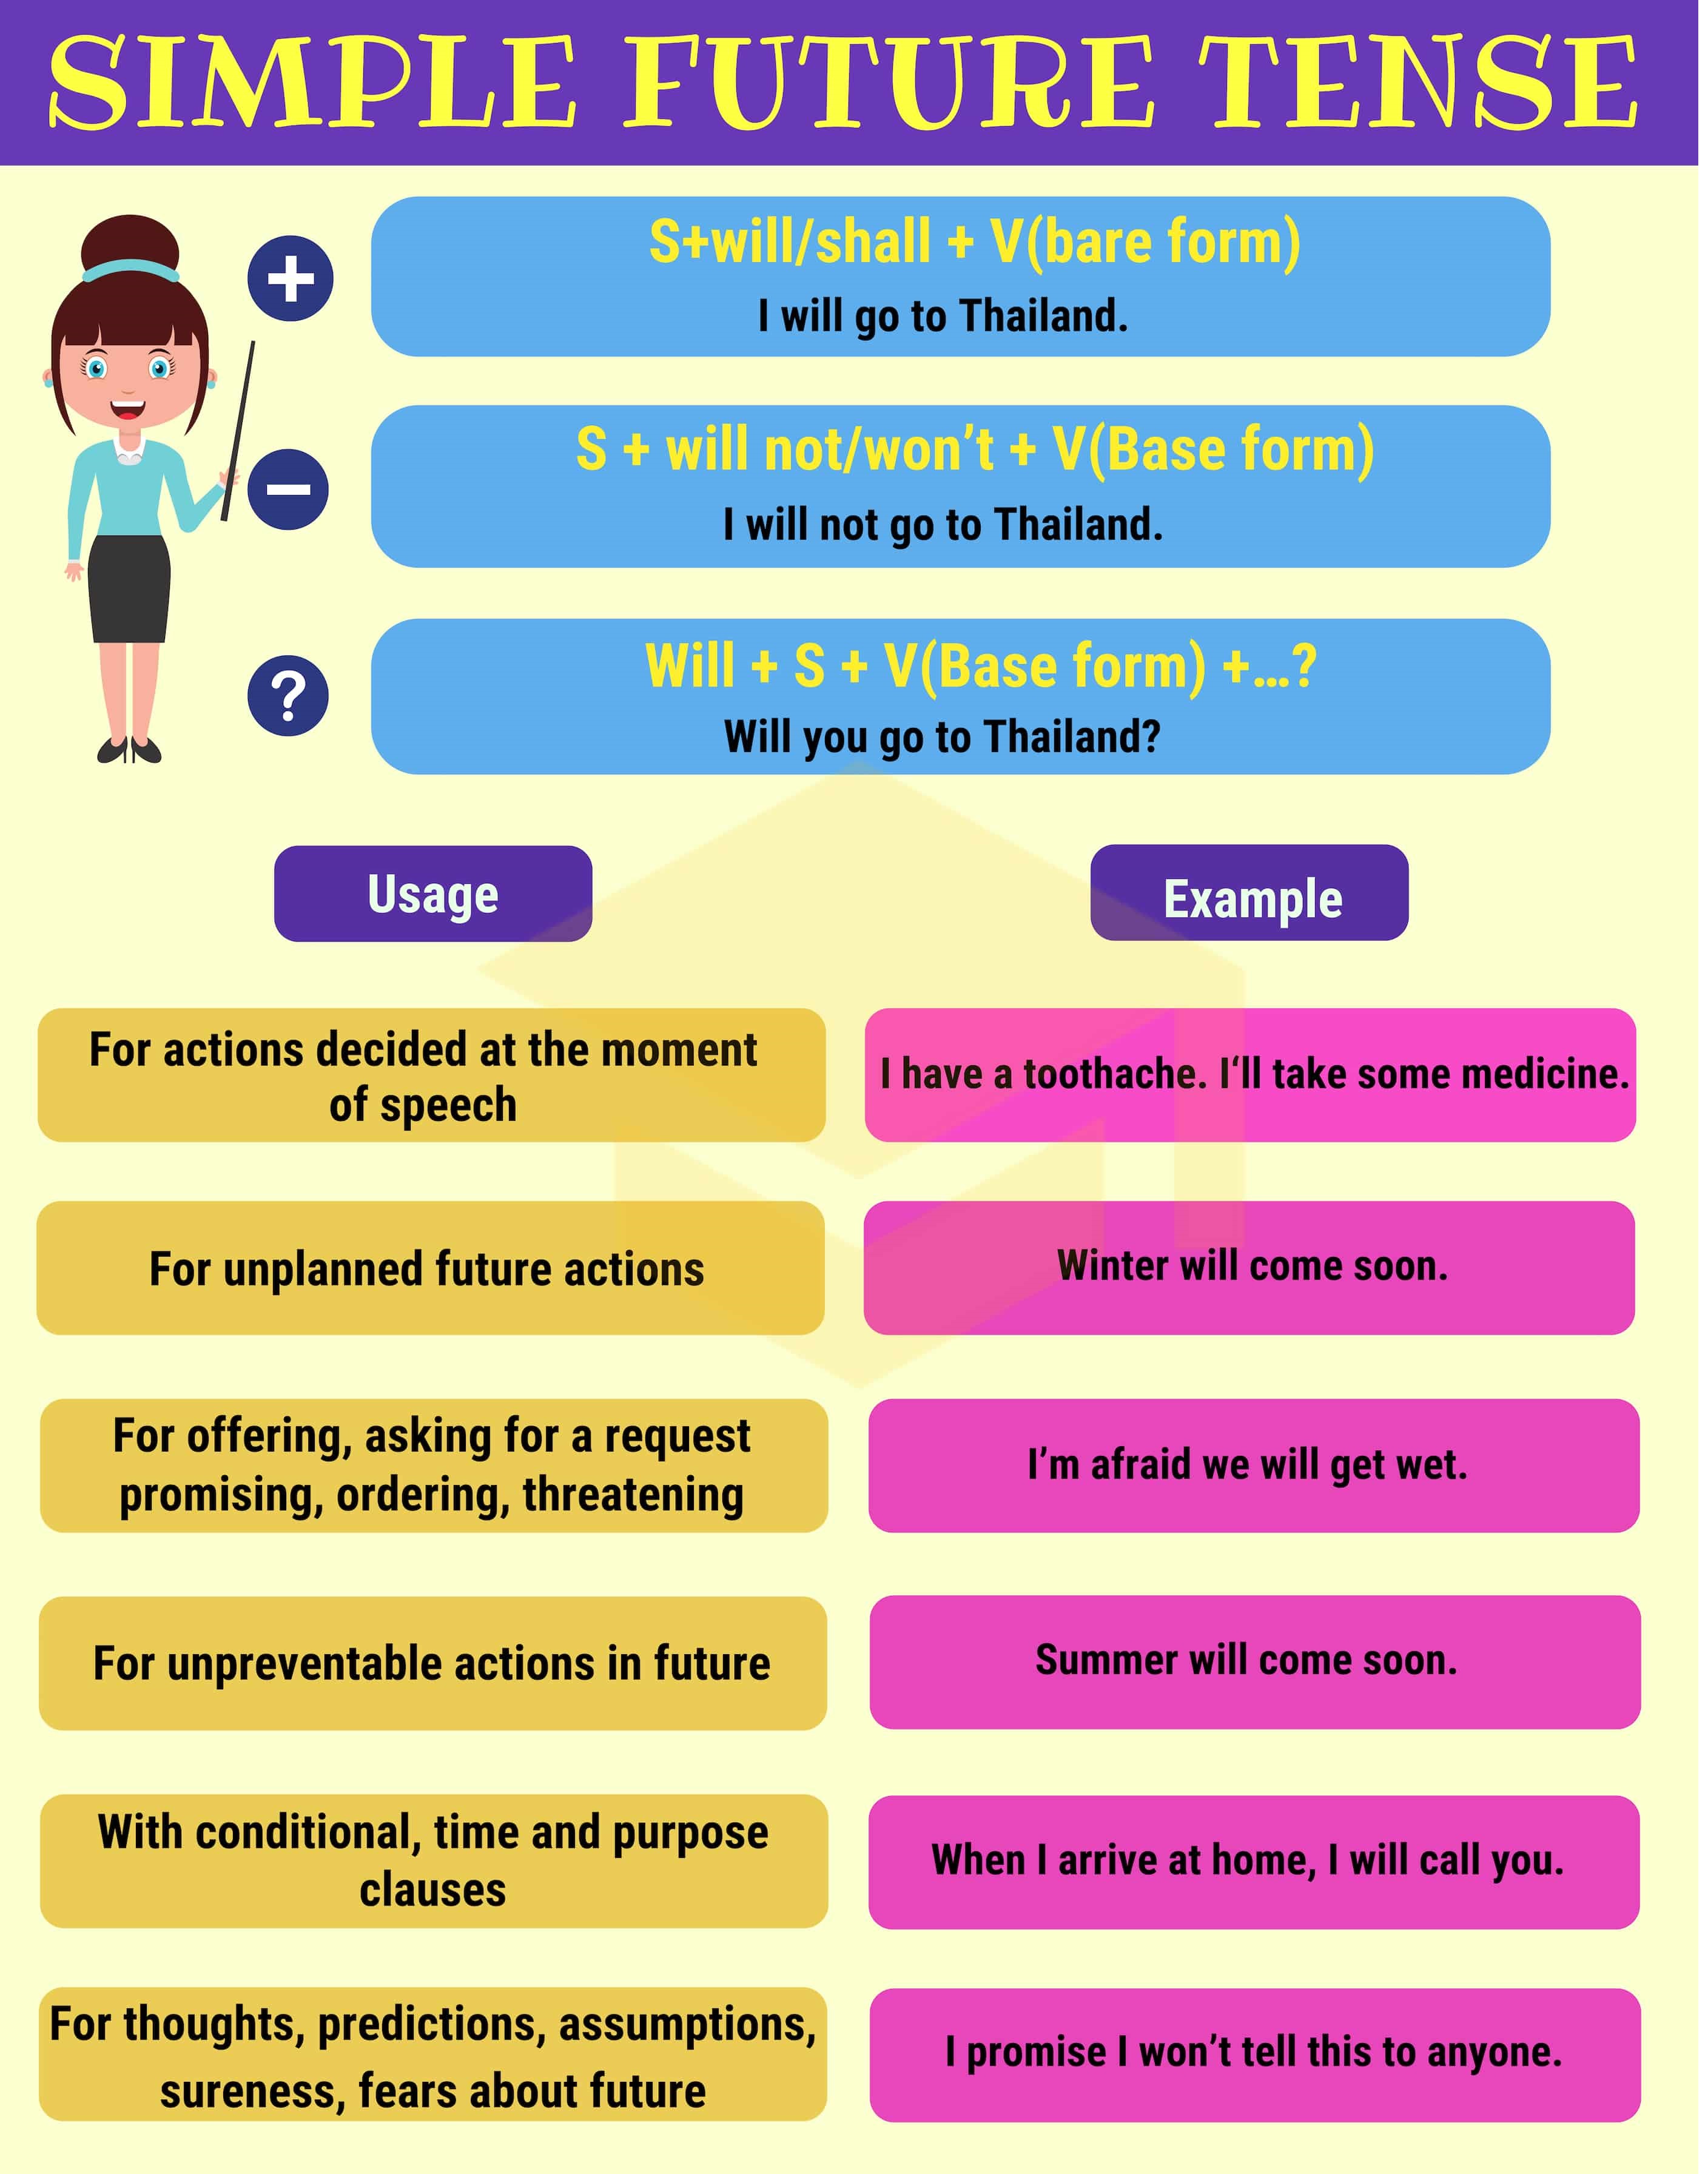 SIMPLE FUTURE TENSE
+
S+will/shall + V(bare form)
I will go to Thailand.
−
S + will not/won’t + V(Base form)
I will not go to Thailand.
?
Will + S + V(Base form) +...?
Will you go to Thailand?
Usage
Example
For actions decided at the moment
of speech
I have a toothache. I‘ll take some medicine.
For unplanned future actions
Winter will come soon.
For offering, asking for a request
promising, ordering, threatening
I’m afraid we will get wet.
For unpreventable actions in future
Summer will come soon.
With conditional, time and purpose
clauses
When I arrive at home, I will call you.
For thoughts, predictions, assumptions,
sureness, fears about future
I promise I won’t tell this to anyone.